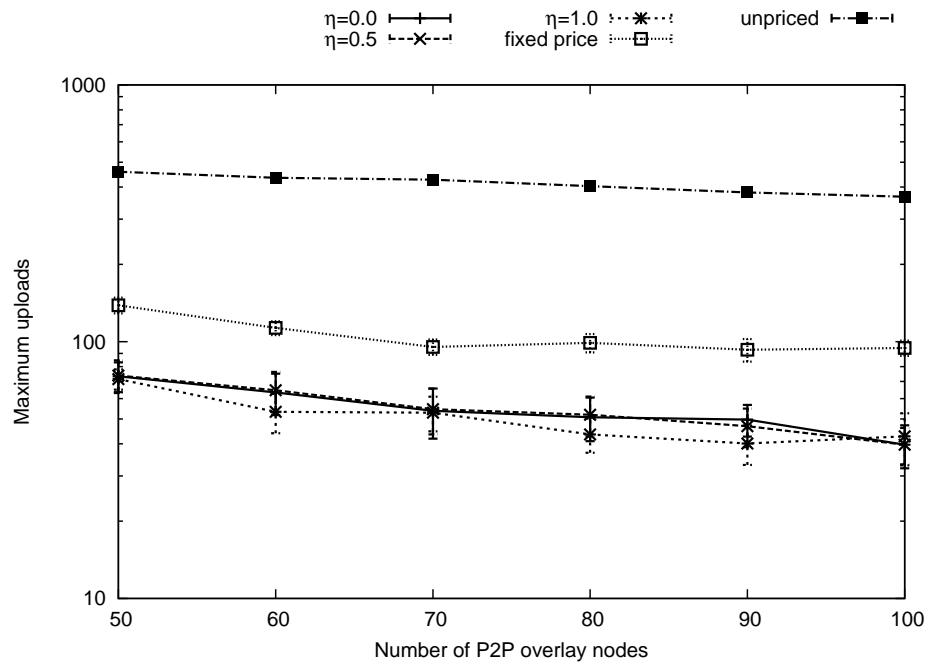 η=0.0 η=1.0 unpriced
η=0.5 fixed price
1000
100
10
Maximum uploads
50 60 70 80 90 100
Number of P2P overlay nodes